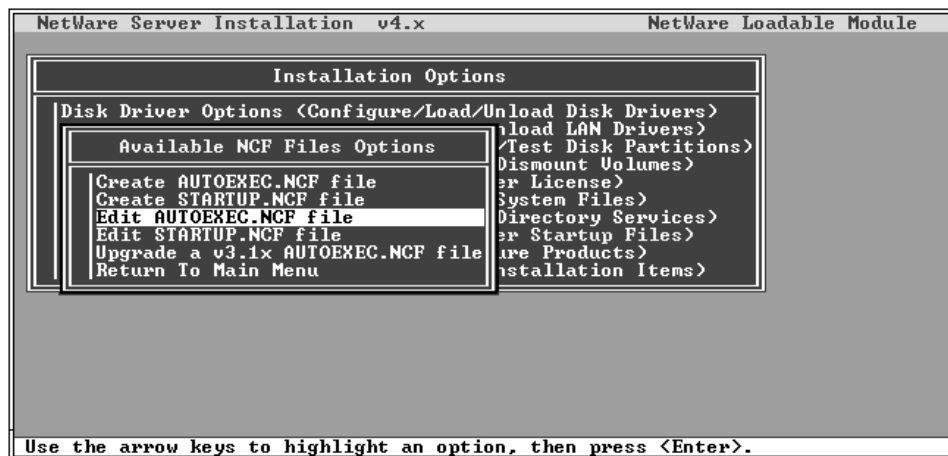 NetWare Server Installation v4.x NetWare Loadable Module
Installation Options
Disk Driver Options (Configure/Load/Unload Disk Drivers)
nload LAN Drivers)
Available NCF Files Options
/Test Disk Partitions)
Dismount Volumes)
Create AUTOEXEC.NCF file
er License)
Create STARTUP.NCF file
System Files)
Edit AUTOEXEC.NCF file
Directory Services)
Edit STARTUP.NCF file
er Startup Files)
Upgrade a v3.1x AUTOEXEC.NCF file
ure Products)
Return To Main Menu
nstallation Items)
Use the arrow keys to highlight an option, then press <Enter>.